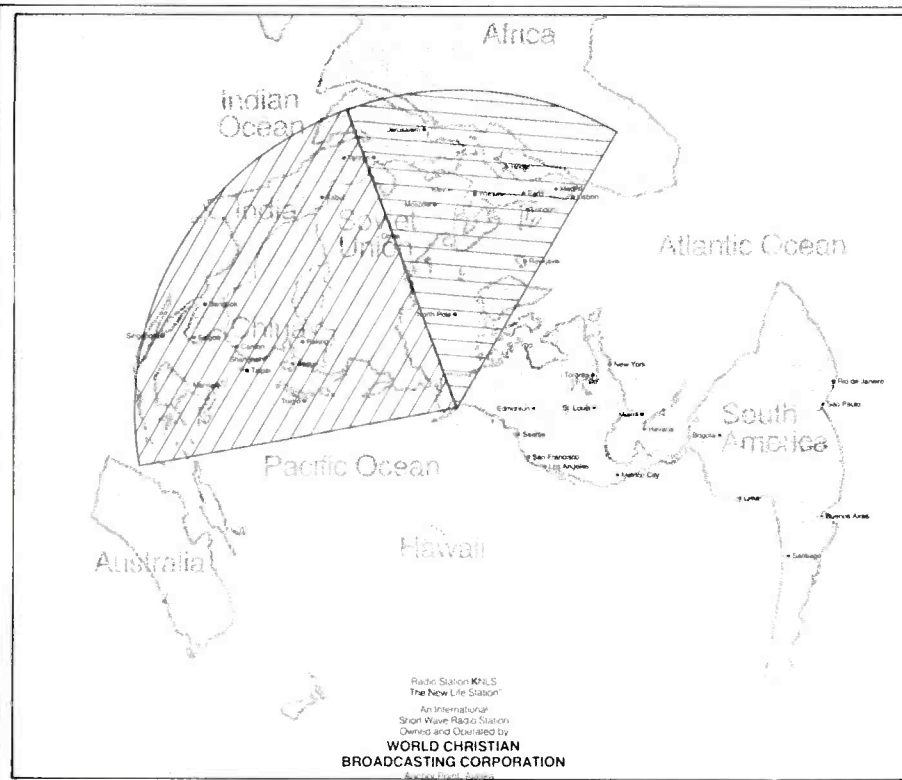 Africa
Indian
Ocean
Jerusalem
Kiev
Madrid
Lisbon
Moscow
London
Kabul
India
Soviet
Union
Atlantic Ocean
Reykjavik
Bangkok
North Pole
Singapore
Saigon
China
Canton
Peking
Shanghai
Taipei
Manila
Tokyo
New York
Toronto
Rio de Janeiro
Edmonton
St. Louis
Miami
Sao Paulo
Havana
South
America
Bogota
Seattle
Pacific Ocean
San Francisco
Los Angeles
Mexico City
Lima
Buenos Aires
Hawaii
Australia
Santiago
Radio Station KNLS
"The New Life Station"
An International
Short Wave Radio Station
Owned and Operated by
WORLD CHRISTIAN
BROADCASTING CORPORATION
Anchor Point, Alaska